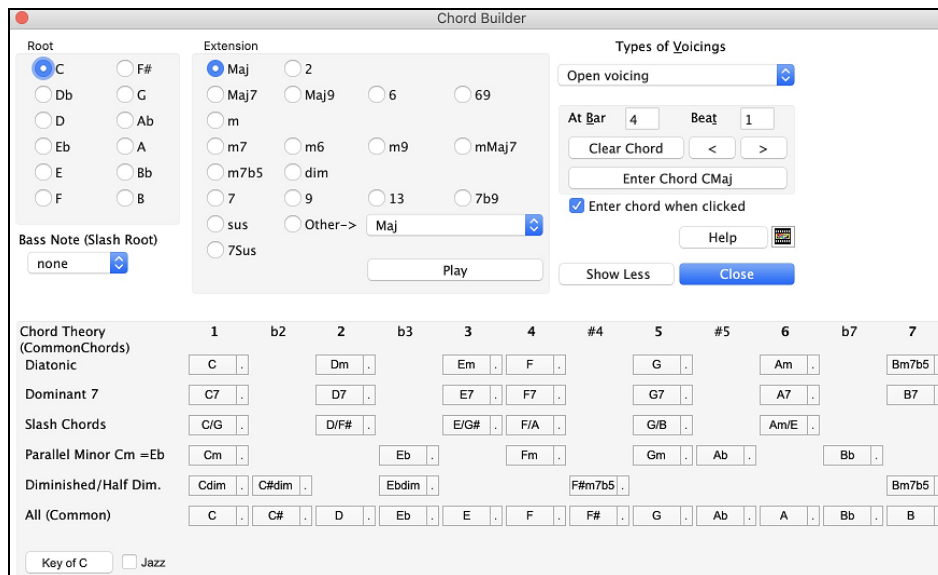 Chord Builder
Root Extension Types of Voicings
C F# Maj 2 Open voicing
Db G Maj7 Maj9 6 69
D Ab m At Bar 4 Beat 1
Eb A m7 m6 m9 mMaj7 Clear Chord < >
E Bb m7b5 dim Enter Chord CMaj
F B 7 9 13 7b9 Enter chord when clicked
sus Other-> Maj
Bass Note (Slash Root) Help
7Sus
none Play Show Less Close
Chord Theory 1 b2 2 b3 3 4 #4 5 #5 6 b7 7
(CommonChords)
Diatonic C . Dm . Em . F . G . Am . Bm7b5
Dominant 7 C7 . D7 . E7 . F7 . G7 . A7 . B7
Slash Chords C/G . D/F# . E/G# . F/A . G/B . Am/E .
Parallel Minor Cm =Eb Cm . Eb . Fm . Gm . Ab . Bb .
Diminished/Half Dim. Cdim . C#dim . Ebdim . F#m7b5 . Bm7b5
All (Common) C . C# . D . Eb . E . F . F# . G . Ab . A . Bb . B
Key of C Jazz